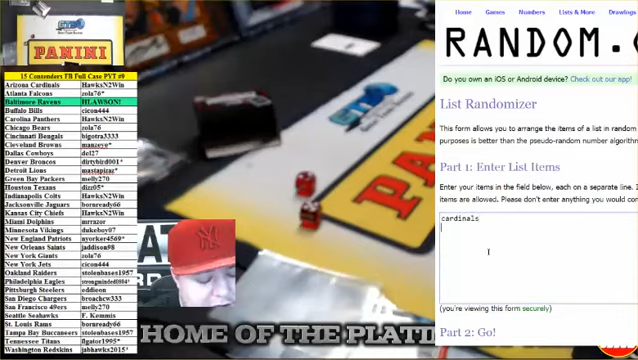 PANINI
15 Contenders FB Full Case PVT #9
Arizona Cardinals HawksN2Win
Atlanta Falcons zola76*
Baltimore Ravens HLAWSON!
Buffalo Bills cicon444
Carolina Panthers HawksN2Win
Chicago Bears zola76
Cincinnati Bengals bigotra3333
Cleveland Browns manzeye*
Dallas Cowboys del27
Denver Broncos dirtybird001*
Detroit Lions mastapiraz*
Green Bay Packers melly270
Houston Texans dizz05*
Indianapolis Colts HawksN2Win
Jacksonville Jaguars bornready66
Kansas City Chiefs HawksN2Win
Miami Dolphins mrrazor
Minnesota Vikings dukeboy07
New England Patriots nyorker4569*
New Orleans Saints jaddison98
New York Giants zola76
New York Jets cicon444
Oakland Raiders stolenbases1957
Philadelphia Eagles
Pittsburgh Steelers eddieon
San Diego Chargers broachcw333
San Francisco 49ers melly270
Seattle Seahawks F. Kemmis
St. Louis Rams bornready66
Tampa Bay Buccaneers stolenbases1957
Tennessee Titans flgator1995*
Washington Redskins jabhawks2015*
PANINI
HOME OF THE PLATI
Home Games Numbers Lists & More Drawings
RANDOM.
Do you own an iOS or Android device? Check out our app!
List Randomizer
This form allows you to arrange the items of a list in random
purposes is better than the pseudo-random number algorithm
Part 1: Enter List Items
Enter your items in the field below, each on a separate line.
items are allowed. Please don't enter anything you would con
cardinals
(you're viewing this form securely)
Part 2: Go!